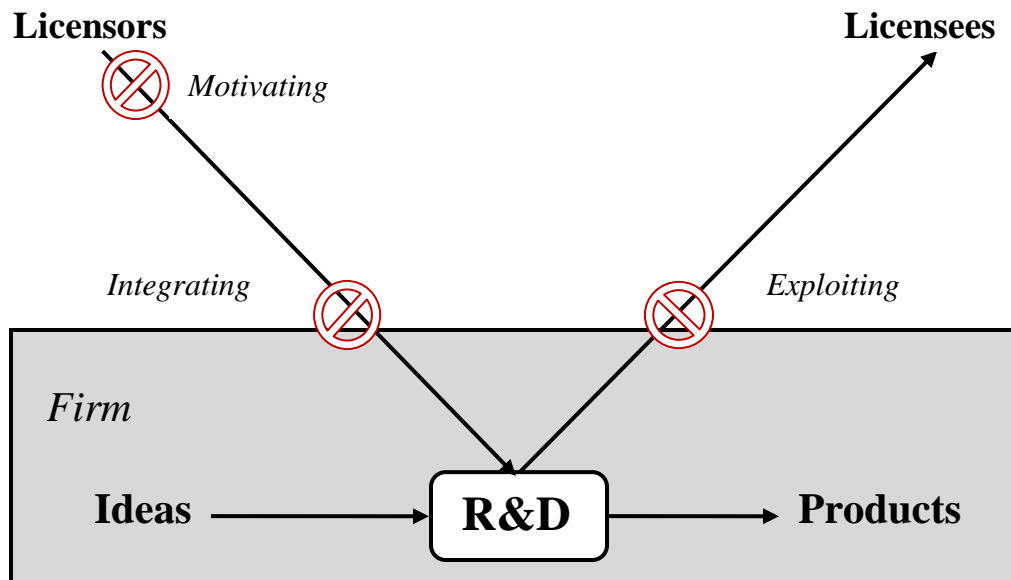 Licensors
Licensees
Motivating
Integrating
Exploiting
Firm
Ideas
R&D
Products